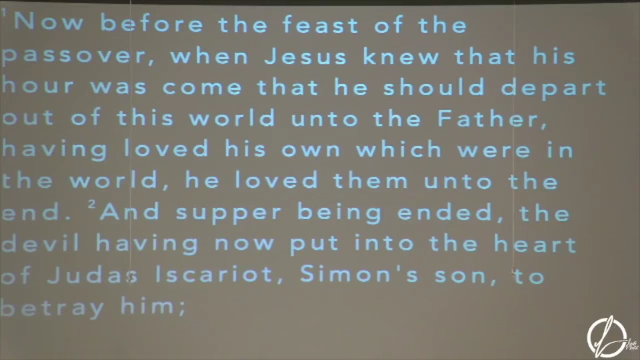 ¹Now before the feast of the
passover, when Jesus knew that his
hour was come that he should depart
out of this world unto the Father,
having loved his own which were in
the world, he loved them unto the
end. ²And supper being ended, the
devil having now put into the heart
of Judas Iscariot, Simon's son, to
betray him;